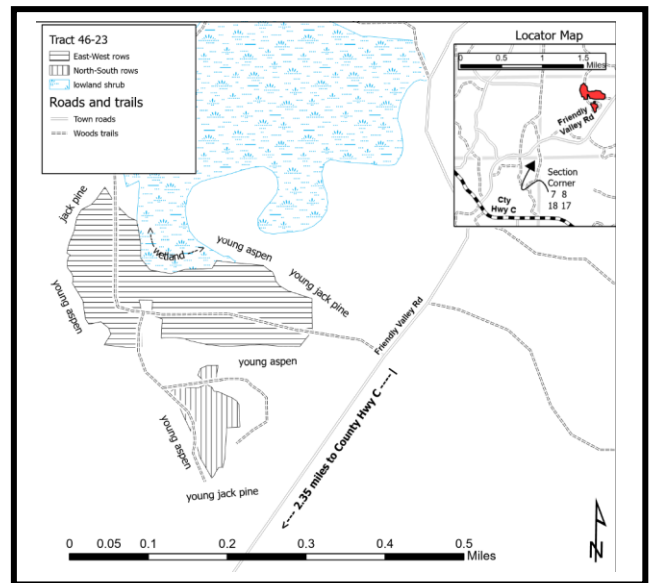 Tract 46-23
East-West rows
North-South rows
lowland shrub
Roads and trails
Town roads
Woods trails
Locator Map
0 0.5 1 1.5
Miles
Friendly
Valley Rd
Section
Corner
7 8
18 17
Cty
Hwy C
jack pine
wetland
young aspen
young jack pine
young aspen
Friendly Valley Rd
young aspen
<---- 2.35 miles to County Hwy C ----|
young aspen
young jack pine
0 0.05 0.1 0.2 0.3 0.4 0.5
Miles
N